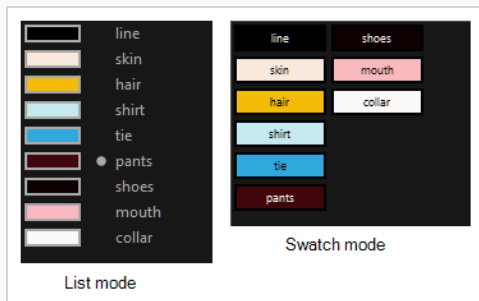 line
skin
hair
shirt
tie
pants
shoes
mouth
collar
List mode
line shoes
skin mouth
hair collar
shirt
tie
pants
Swatch mode